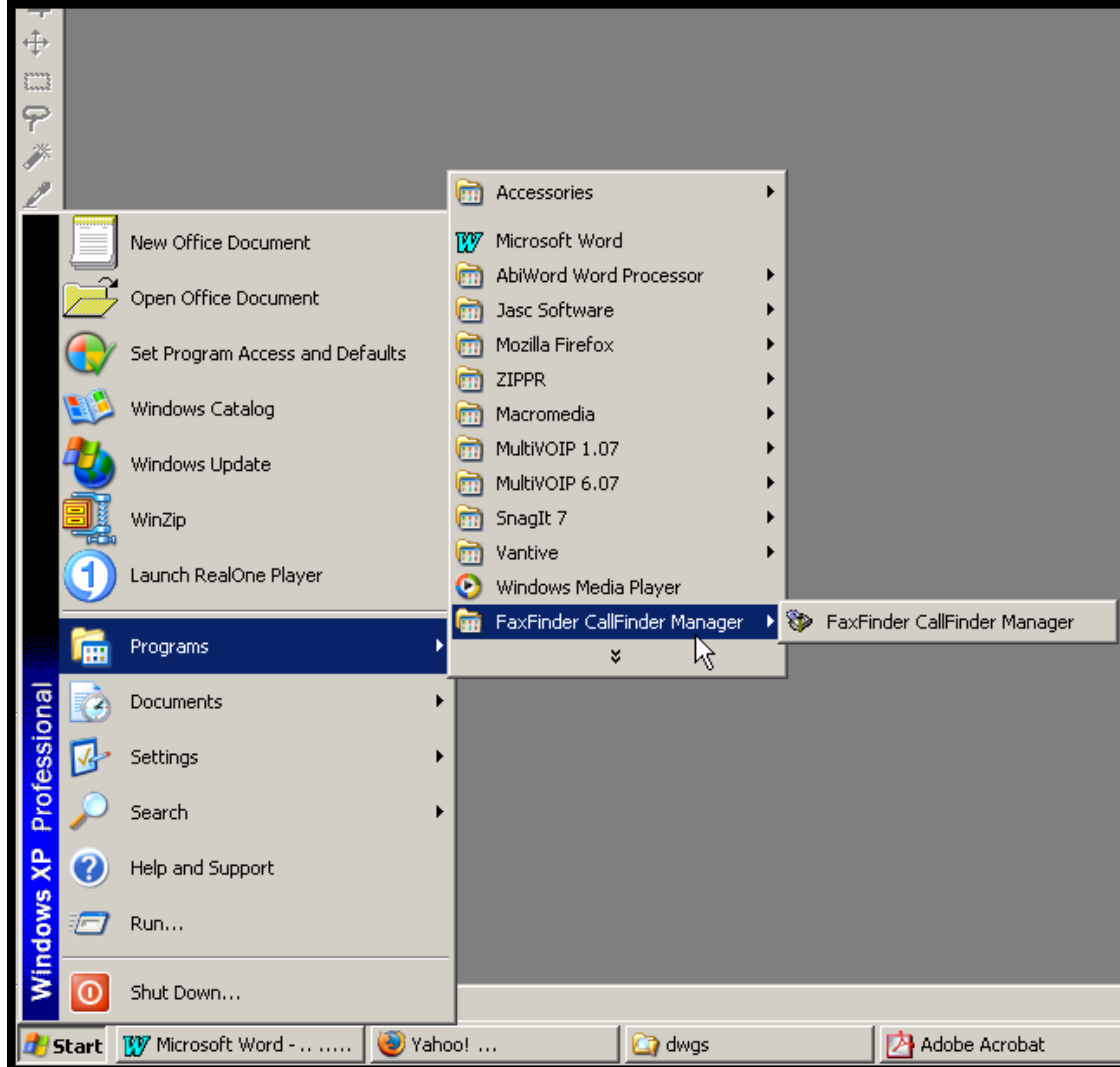 New Office Document
Open Office Document
Set Program Access and Defaults
Windows Catalog
Windows Update
WinZip
Launch RealOne Player
Programs
Documents
Settings
Search
Help and Support
Run...
Shut Down...
Windows XP Professional
Accessories
Microsoft Word
AbiWord Word Processor
Jasc Software
Mozilla Firefox
ZIPPR
Macromedia
MultiVOIP 1.07
MultiVOIP 6.07
SnagIt 7
Vantive
Windows Media Player
FaxFinder CallFinder Manager
FaxFinder CallFinder Manager
Start
Microsoft Word - .. .....
Yahoo! ...
dwgs
Adobe Acrobat